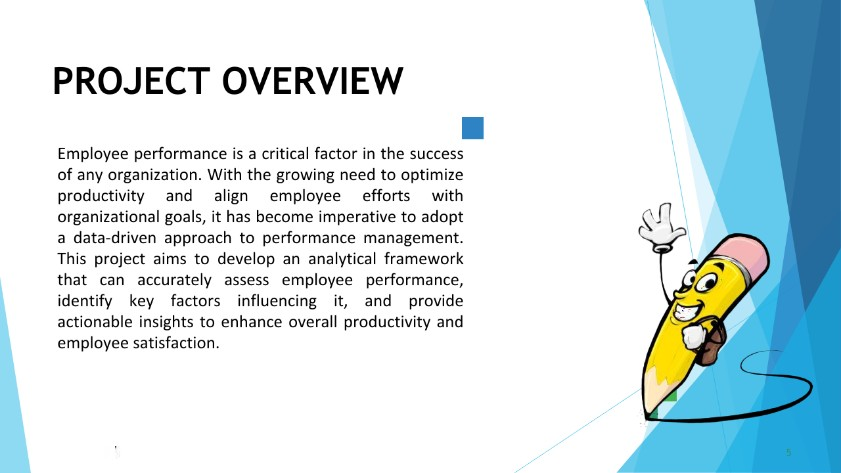 PROJECT OVERVIEW
Employee performance is a critical factor in the success
of any organization. With the growing need to optimize
productivity and align employee efforts with
organizational goals, it has become imperative to adopt
a data-driven approach to performance management.
This project aims to develop an analytical framework
that can accurately assess employee performance,
identify key factors influencing it, and provide
actionable insights to enhance overall productivity and
employee satisfaction.
5